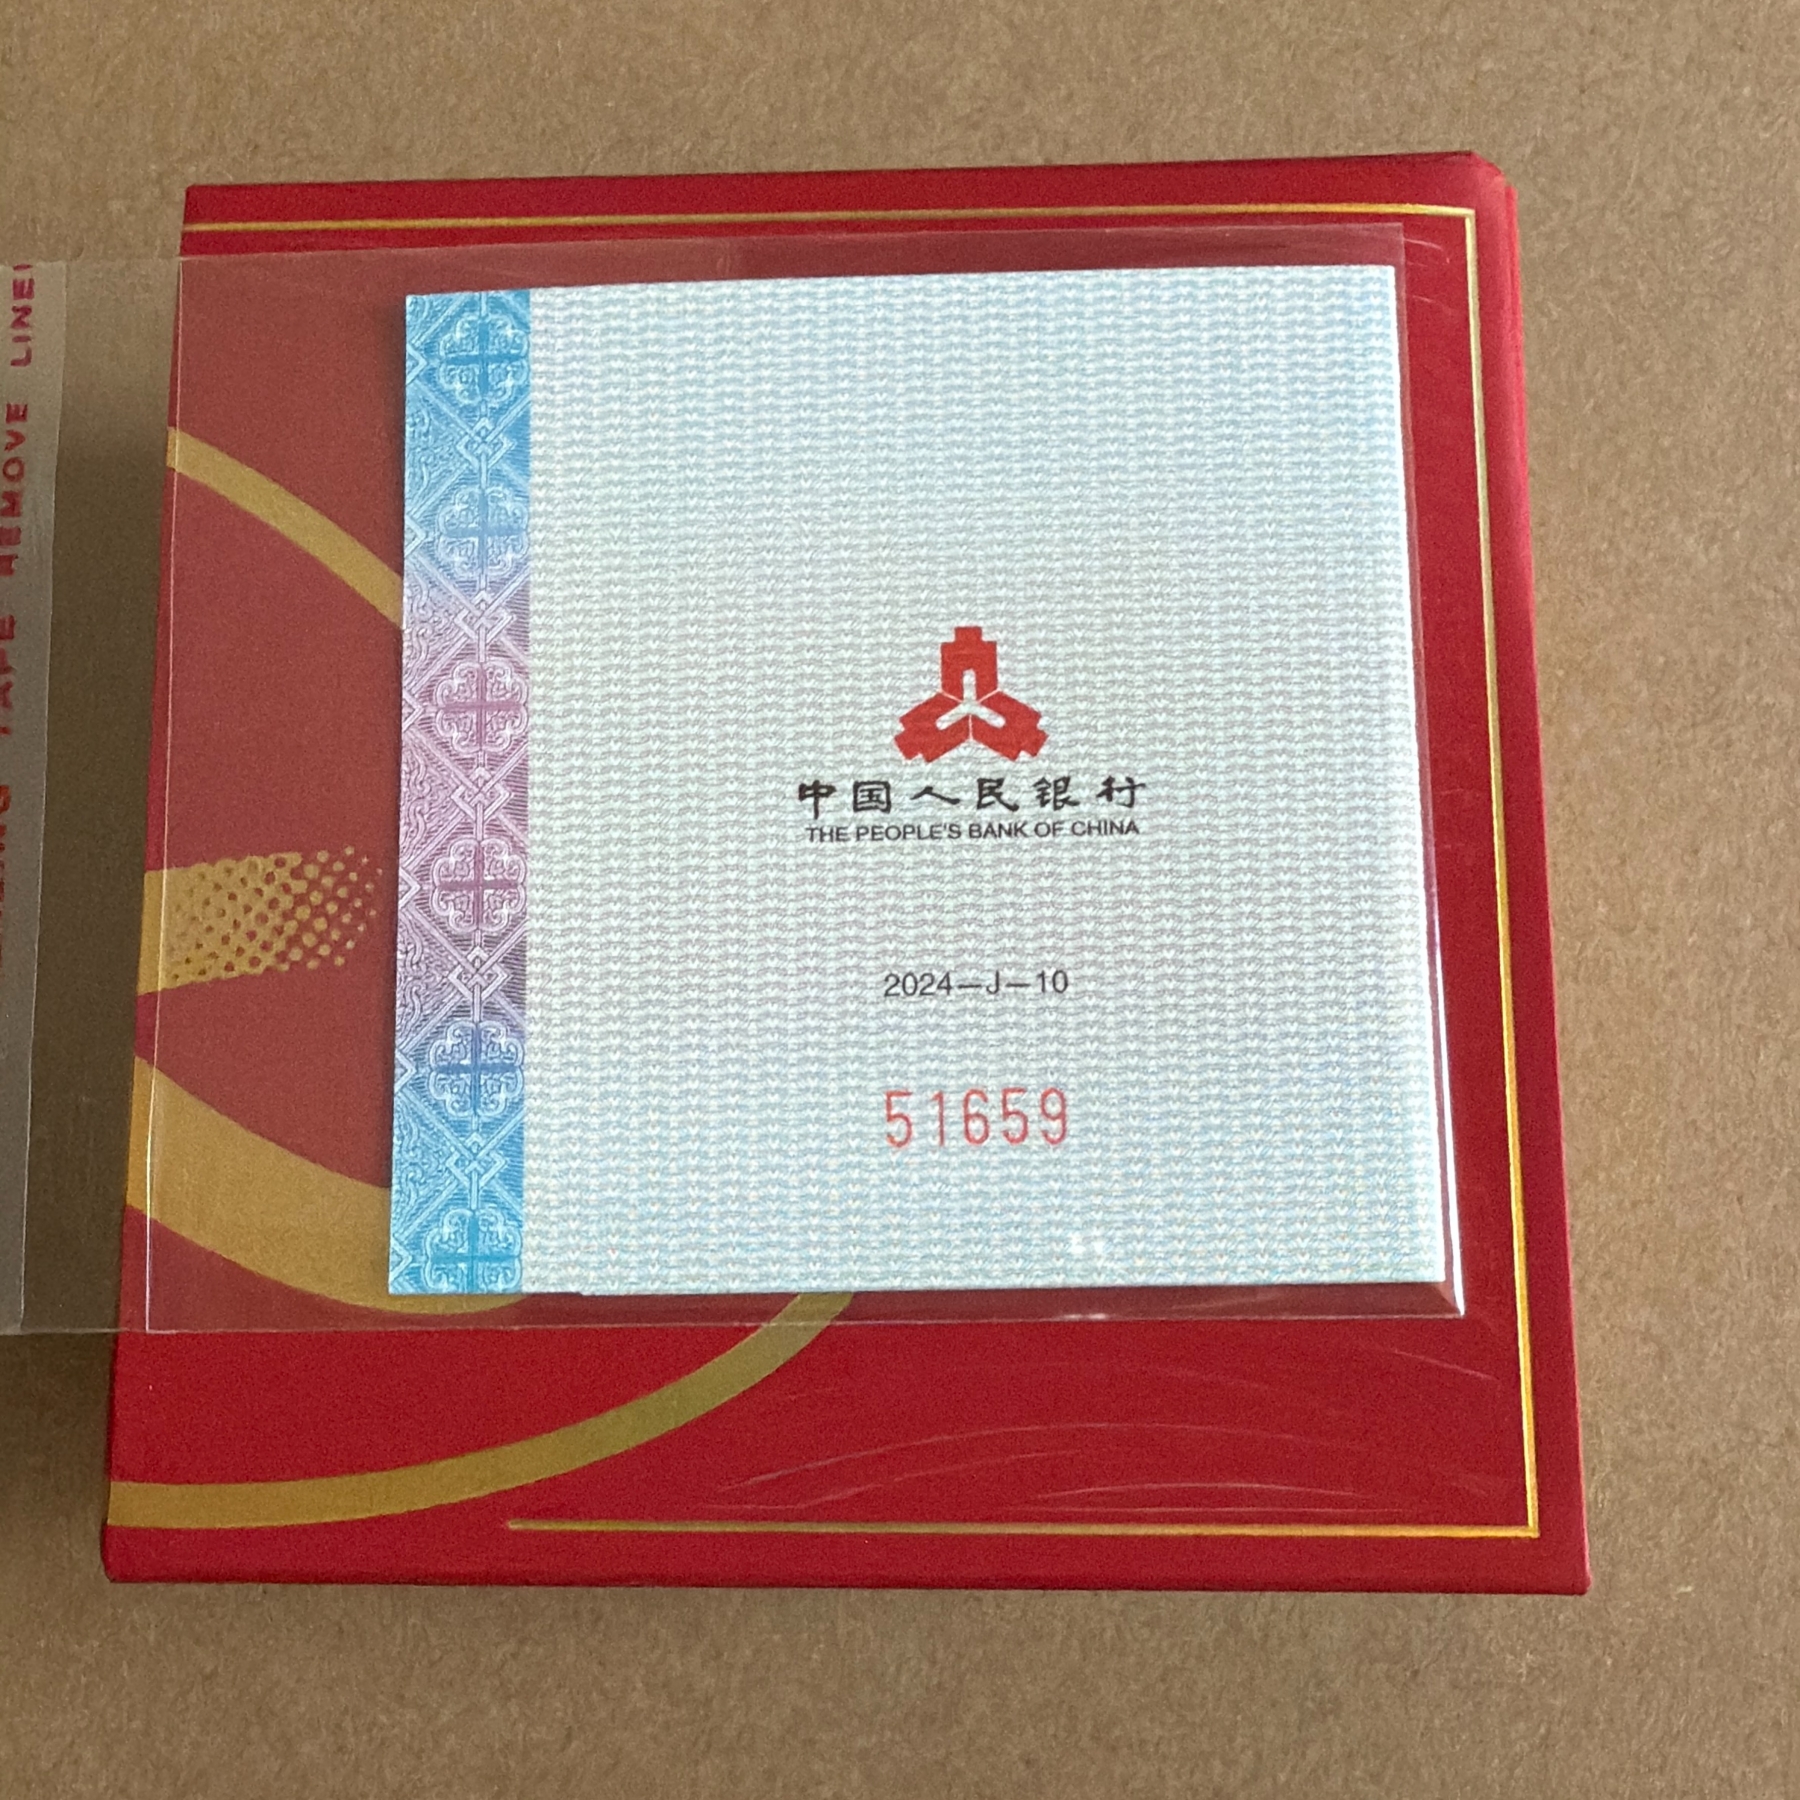 TAPE REMOVE LINE
中国人民银行
THE PEOPLE'S BANK OF CHINA
2024—J—10
51659